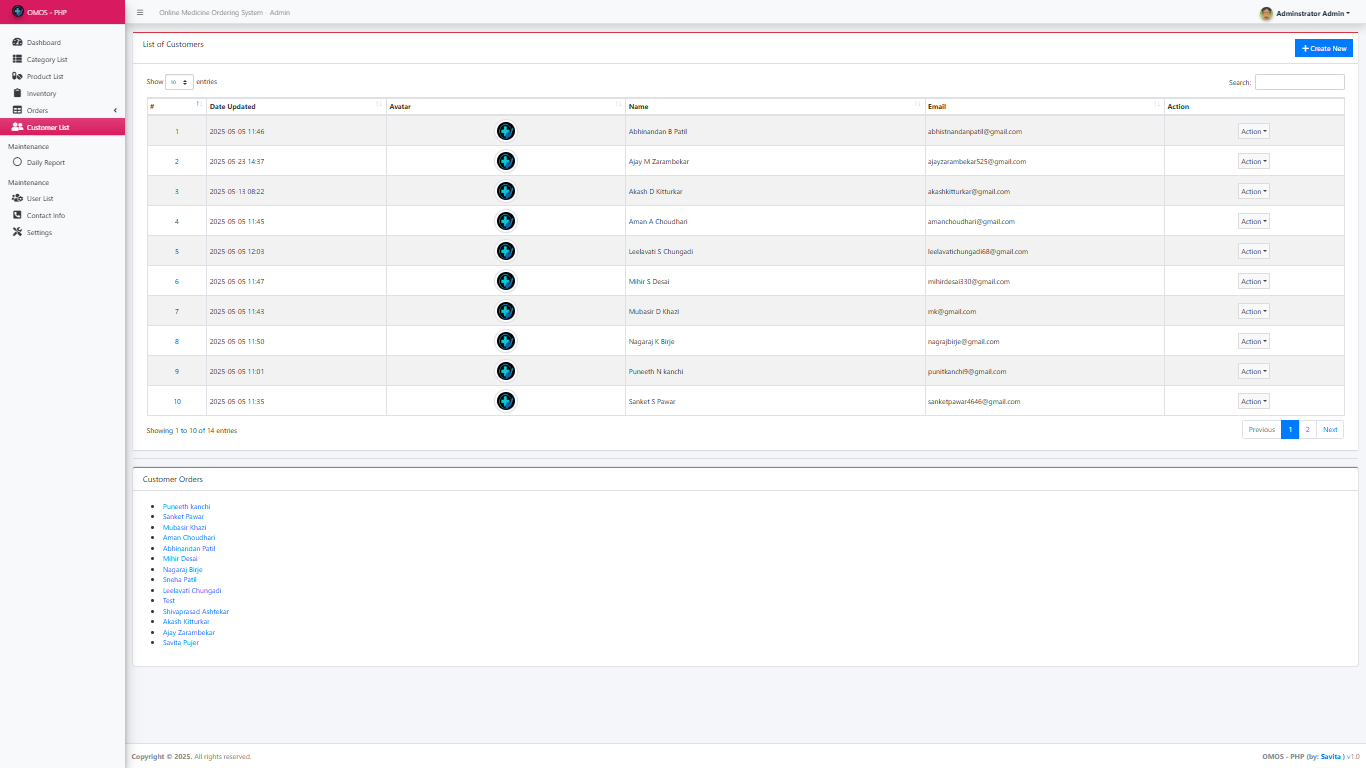 OMOS - PHP
Online Medicine Ordering System - Admin
Adminstrator Admin
Dashboard
Category List
Product List
Inventory
Orders
Customer List
Maintenance
Daily Report
Maintenance
User List
Contact Info
Settings
List of Customers
Create New
Show 10 entries
Search:
# Date Updated Avatar Name Email Action
1 2025-05-05 11:46 Abhinandan B Patil abhistnandanpatil@gmail.com Action
2 2025-05-23 14:37 Ajay M Zarambekar ajayzarambekar525@gmail.com Action
3 2025-05-13 08:22 Akash D Kitturkar akashkitturkar@gmail.com Action
4 2025-05-05 11:45 Aman A Choudhari amanchoudhari@gmail.com Action
5 2025-05-05 12:03 Leelavati S Chungadi leelavatichungadi68@gmail.com Action
6 2025-05-05 11:47 Mihir S Desai mihirdesai330@gmail.com Action
7 2025-05-05 11:43 Mubasir D Khazi mk@gmail.com Action
8 2025-05-05 11:50 Nagaraj K Birje nagrajbirje@gmail.com Action
9 2025-05-05 11:01 Puneeth N kanchi punitkanchi9@gmail.com Action
10 2025-05-05 11:35 Sanket S Pawar sanketpawar4646@gmail.com Action
Showing 1 to 10 of 14 entries
Previous 1 2 Next
Customer Orders
Puneeth kanchi
Sanket Pawar
Mubasir Khazi
Aman Choudhari
Abhinandan Patil
Mihir Desai
Nagaraj Birje
Sneha Patil
Leelavati Chungadi
Test
Shivaprasad Ashtekar
Akash Kitturkar
Ajay Zarambekar
Savita Pujer
Copyright © 2025. All rights reserved.
OMOS - PHP (by: Savita ) v1.0